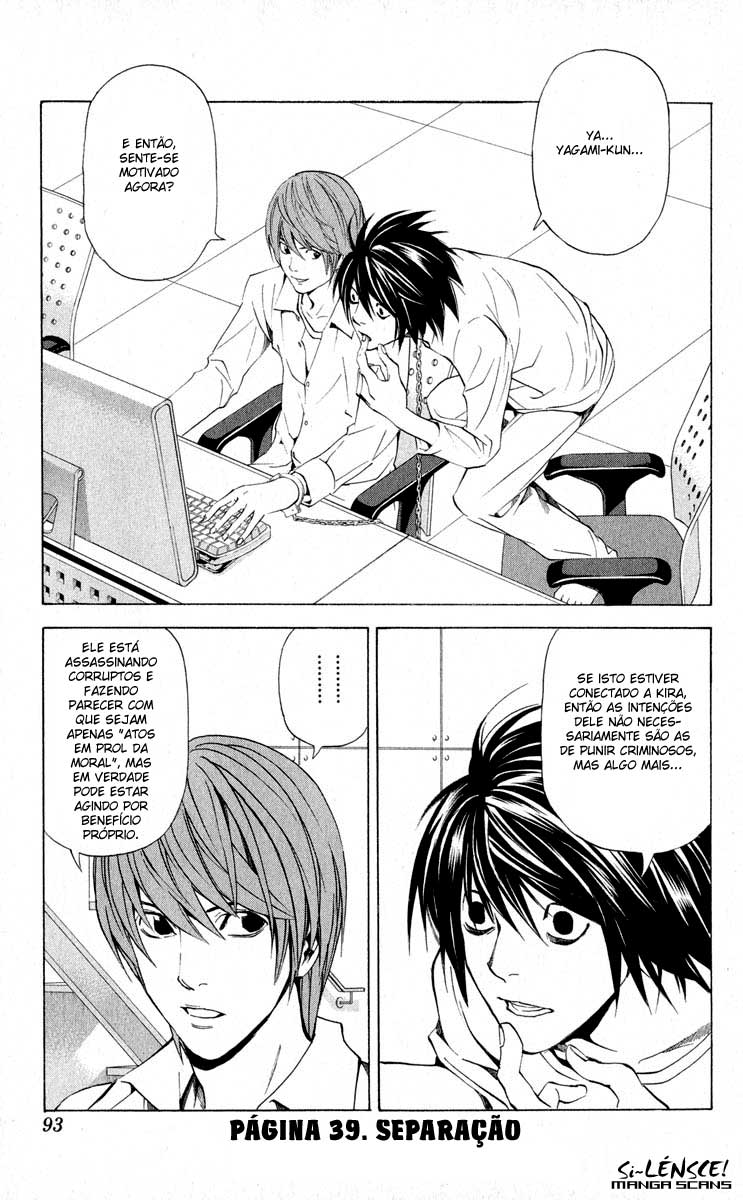 YA...
YAGAMI-KUN...
E ENTÃO,
SENTE-SE
MOTIVADO
AGORA?
SE ISTO ESTIVER
CONECTADO A KIRA,
ENTÃO AS INTENÇÕES
DELE NÃO NECES-
SARIAMENTE SÃO AS
DE PUNIR CRIMINOSOS,
MAS ALGO MAIS...
ELE ESTÁ
ASSASSINANDO
CORRUPTOS E
FAZENDO
PARECER COM
QUE SEJAM
APENAS "ATOS
EM PROL DA
MORAL", MAS
EM VERDADE
PODE ESTAR
AGINDO POR
BENEFÍCIO
PRÓPRIO.
93
PÁGINA 39. SEPARAÇÃO
Si~LÉNSCE!
MANGA SCANS